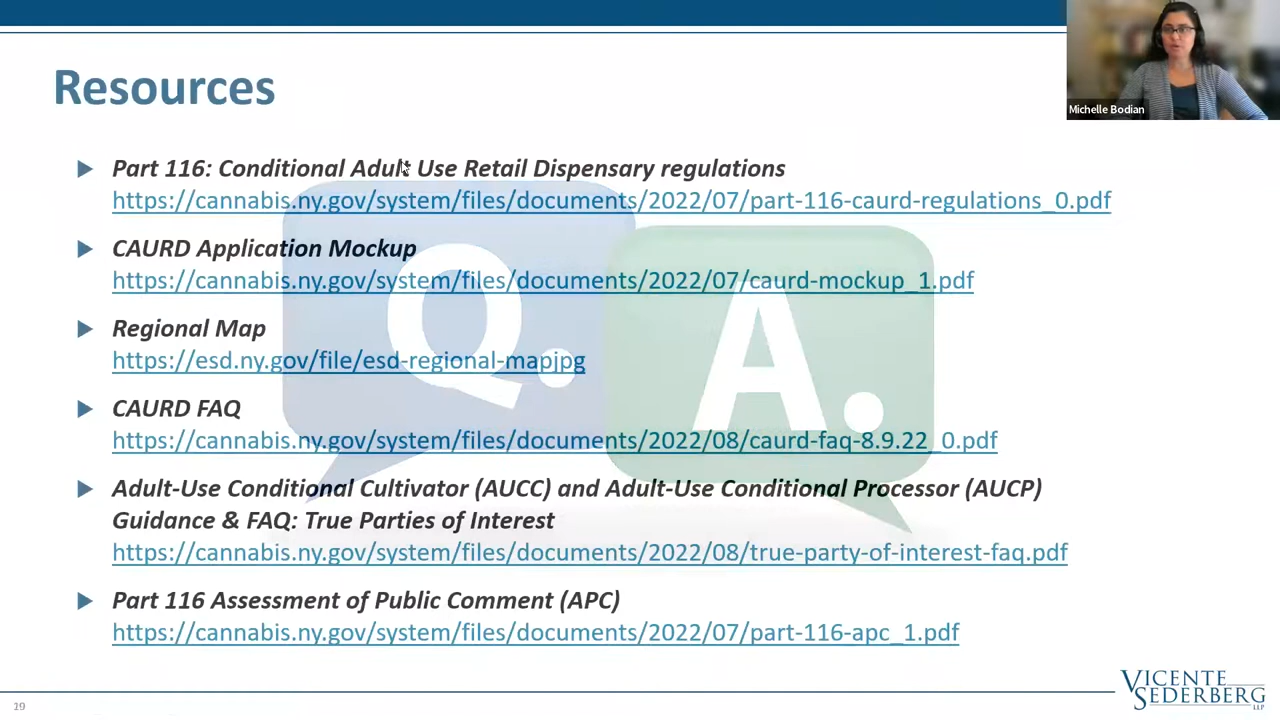 Resources
Michelle Bodian
Part 116: Conditional Adult Use Retail Dispensary regulations
https://cannabis.ny.gov/system/files/documents/2022/07/part-116-caurd-regulations_0.pdf
CAURD Application Mockup
https://cannabis.ny.gov/system/files/documents/2022/07/caurd-mockup_1.pdf
Regional Map
https://esd.ny.gov/file/esd-regional-mapjpg
Q. A.
CAURD FAQ
https://cannabis.ny.gov/system/files/documents/2022/08/caurd-faq-8.9.22_0.pdf
Adult-Use Conditional Cultivator (AUCC) and Adult-Use Conditional Processor (AUCP)
Guidance & FAQ: True Parties of Interest
https://cannabis.ny.gov/system/files/documents/2022/08/true-party-of-interest-faq.pdf
Part 116 Assessment of Public Comment (APC)
https://cannabis.ny.gov/system/files/documents/2022/07/part-116-apc_1.pdf
VICENTE
SEDERBERG
LLP